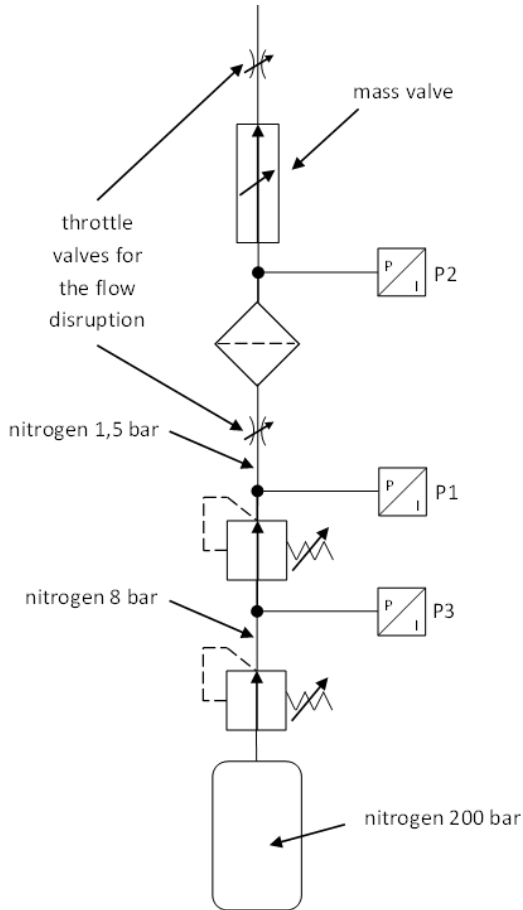 mass valve
throttle
valves for
the flow
disruption
P
I
P2
nitrogen 1,5 bar
P
I
P1
nitrogen 8 bar
P
I
P3
nitrogen 200 bar